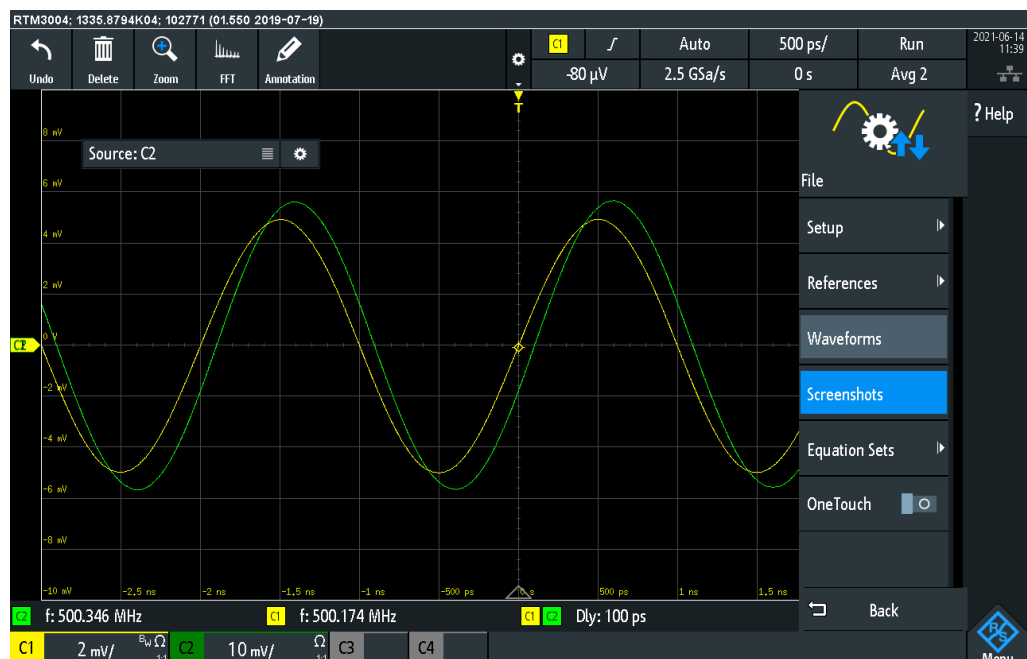 RTM3004; 1335.8794K04; 102771 (01.550 2019-07-19)
Undo Delete Zoom FFT Annotation
C1 Auto 500 ps/ Run
-80 µV 2.5 GSa/s 0 s Avg 2
2021-06-14
11:39
? Help
T
8 mV
Source: C2
6 mV
4 mV
2 mV
0 V
C2
-2 mV
-4 mV
-6 mV
-8 mV
-10 mV -2,5 ns -2 ns -1,5 ns -1 ns -500 ps 0 s 500 ps 1 ns 1,5 ns
File
Setup
References
Waveforms
Screenshots
Equation Sets
OneTouch
Back
C2 f: 500.346 MHz C1 f: 500.174 MHz C1 C2 Dly: 100 ps
C1 2 mV/ BW Ω 1:1 C2 10 mV/ Ω 1:1 C3 C4
R&S
Menu